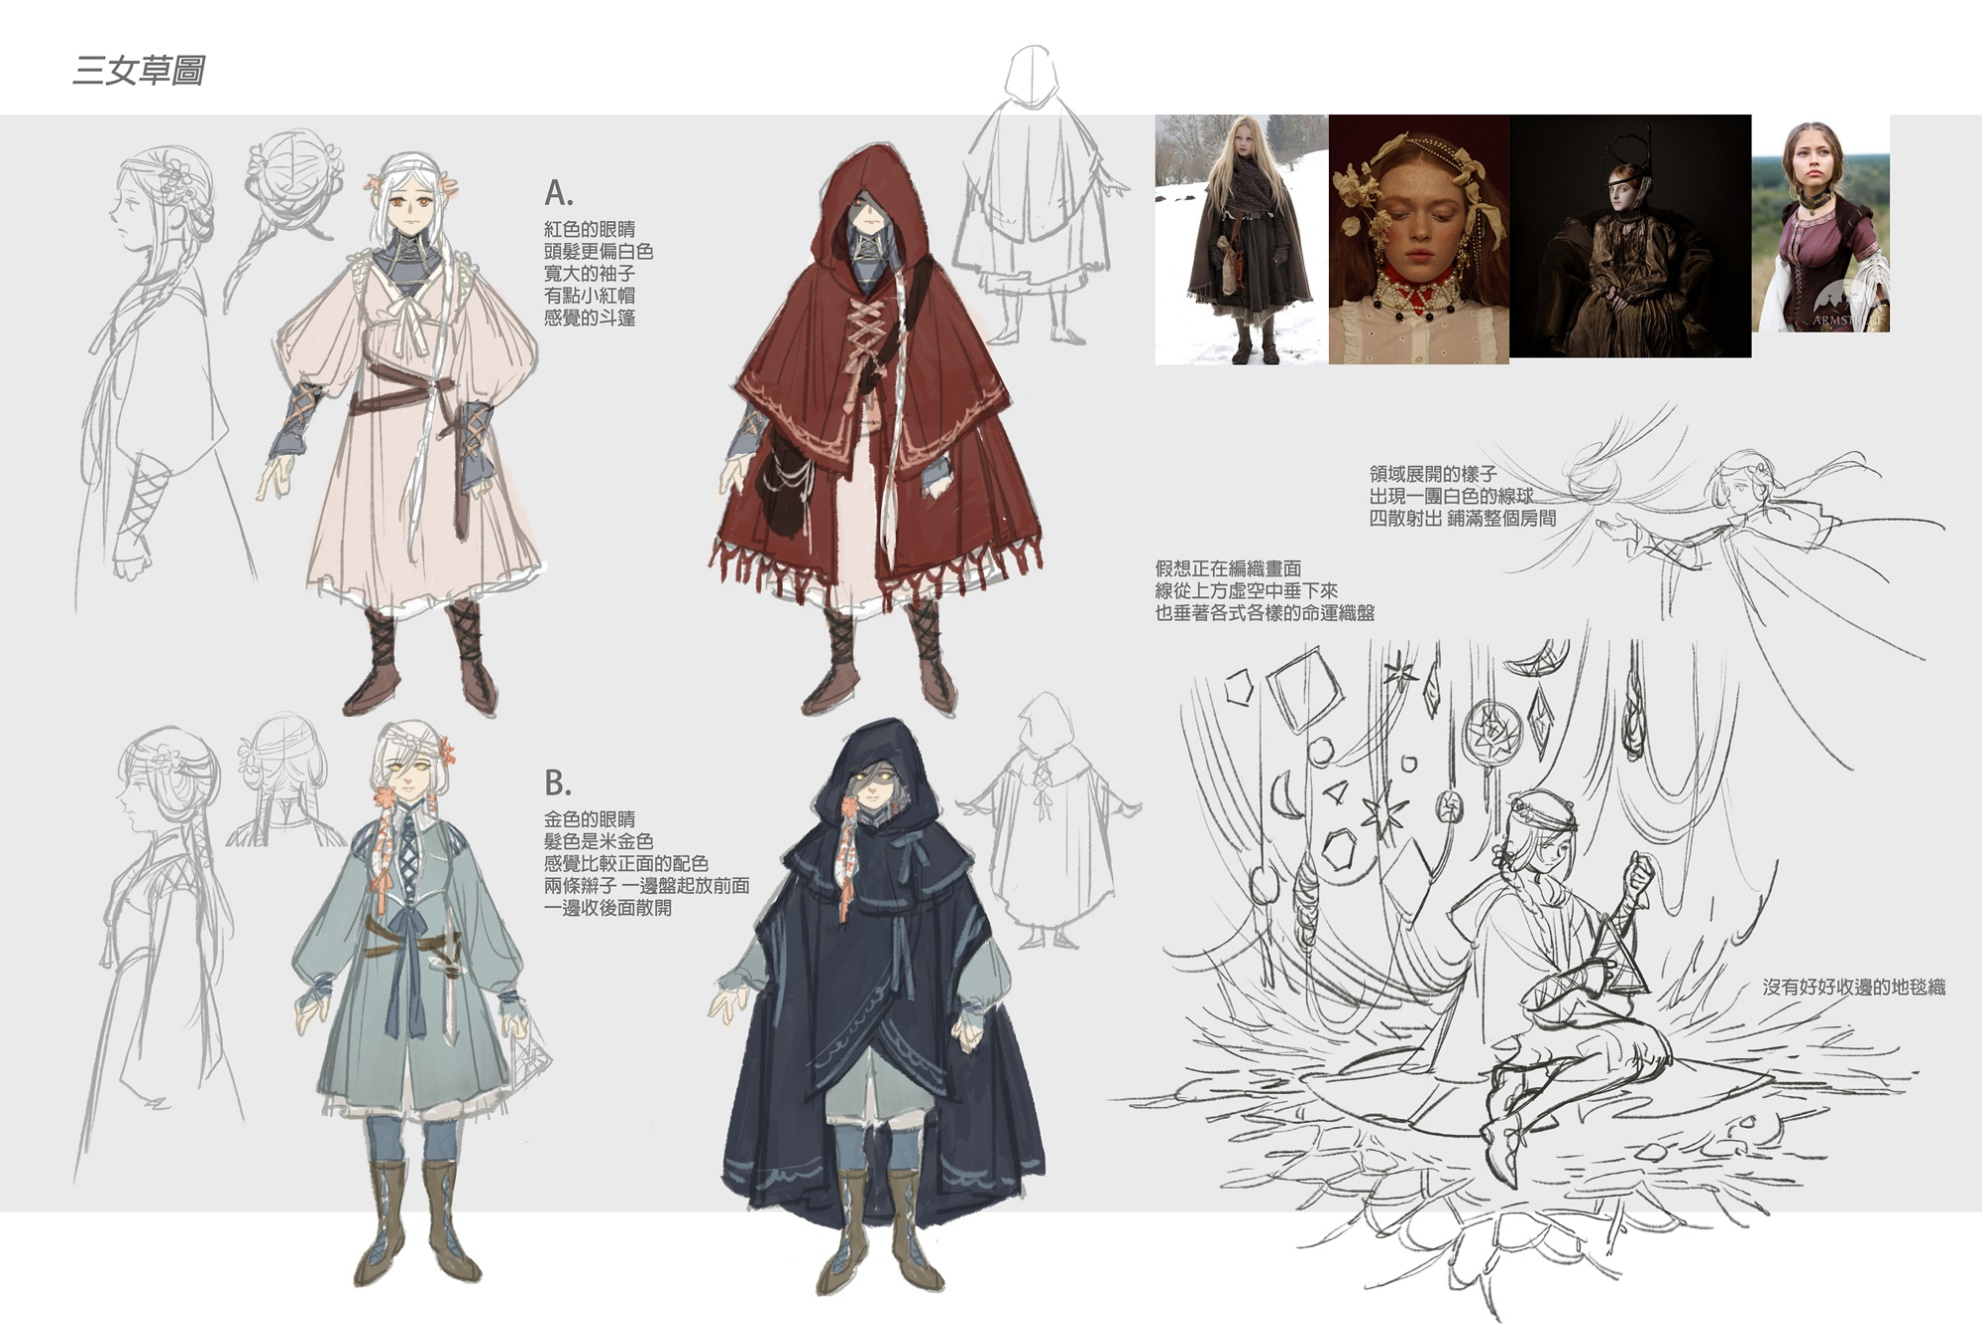 三女草圖
A.
紅色的眼睛
頭髮更偏白色
寬大的袖子
有點小紅帽
感覺的斗篷
領域展開的樣子
出現一團白色的線球
四散射出 鋪滿整個房間
假想正在編織畫面
線從上方虛空中垂下來
也垂著各式各樣的命運織盤
B.
金色的眼睛
髮色是米金色
感覺比較正面的配色
兩條辮子 一邊盤起放前面
一邊收後面散開
沒有好好收邊的地毯織